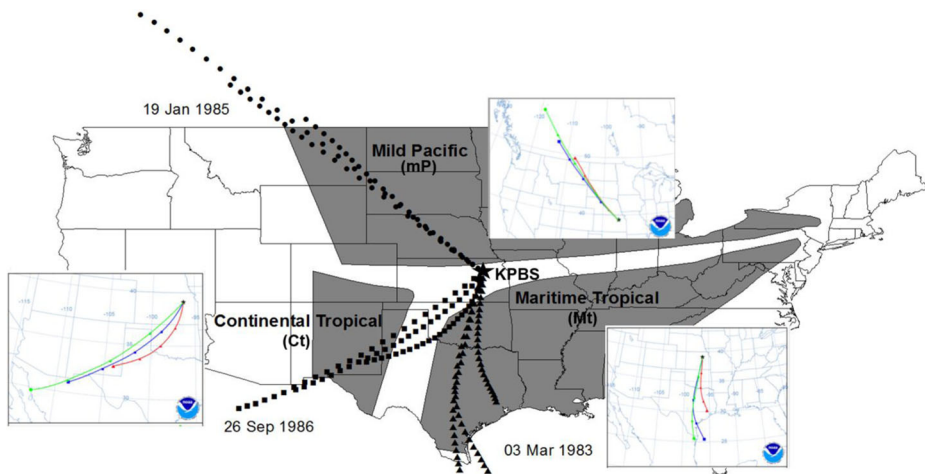 19 Jan 1985
Mild Pacific
(mP)
KPBS
Maritime Tropical
(Mt)
Continental Tropical
(Ct)
26 Sep 1986
03 Mar 1983